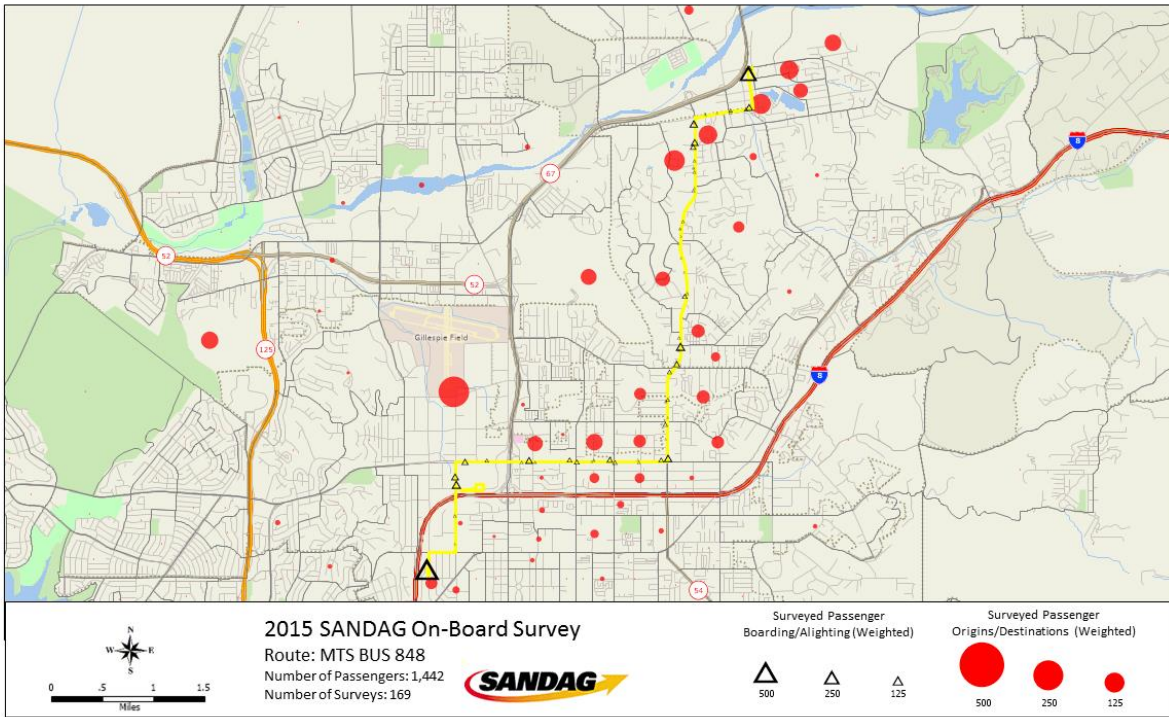 67
8
52
52
Gillespie Field
125
8
54
N
W E
S
0 .5 1 1.5
Miles
2015 SANDAG On-Board Survey
Route: MTS BUS 848
Number of Passengers: 1,442
Number of Surveys: 169
SANDAG
Surveyed Passenger
Boarding/Alighting (Weighted)
500 250 125
Surveyed Passenger
Origins/Destinations (Weighted)
500 250 125